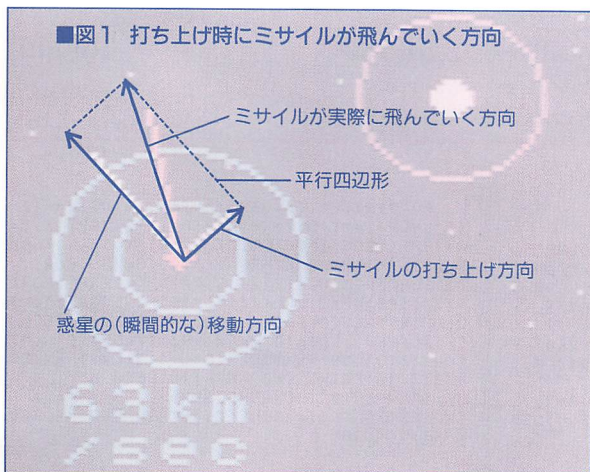 ■図1 打ち上げ時にミサイルが飛んでいく方向
ミサイルが実際に飛んでいく方向
平行四辺形
ミサイルの打ち上げ方向
惑星の(瞬間的な)移動方向
63km
/sec